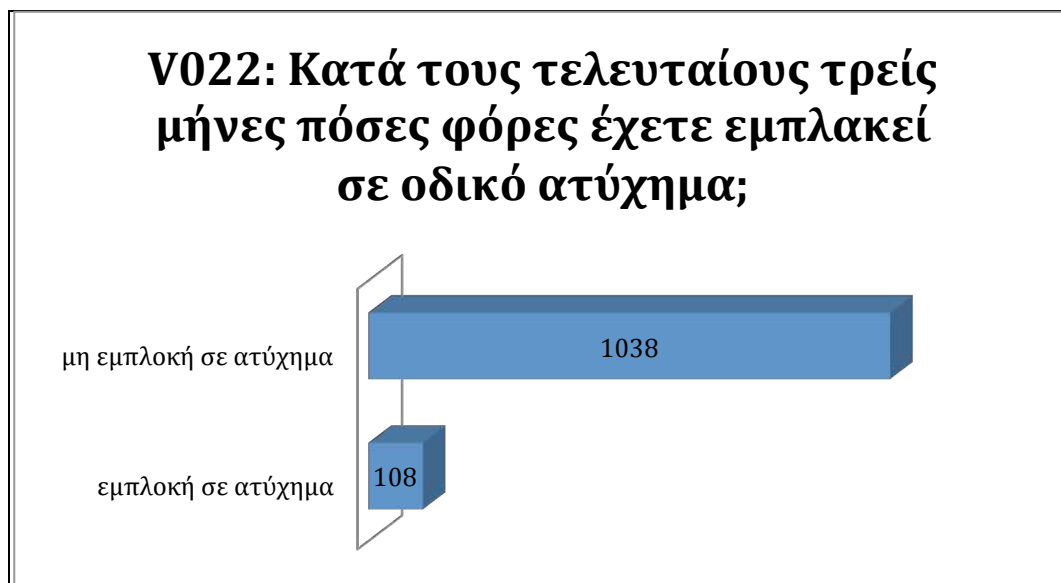 V022: Κατά τους τελευταίους τρείς
μήνες πόσες φόρες έχετε εμπλακεί
σε οδικό ατύχημα;
μη εμπλοκή σε ατύχημα
1038
εμπλοκή σε ατύχημα
108